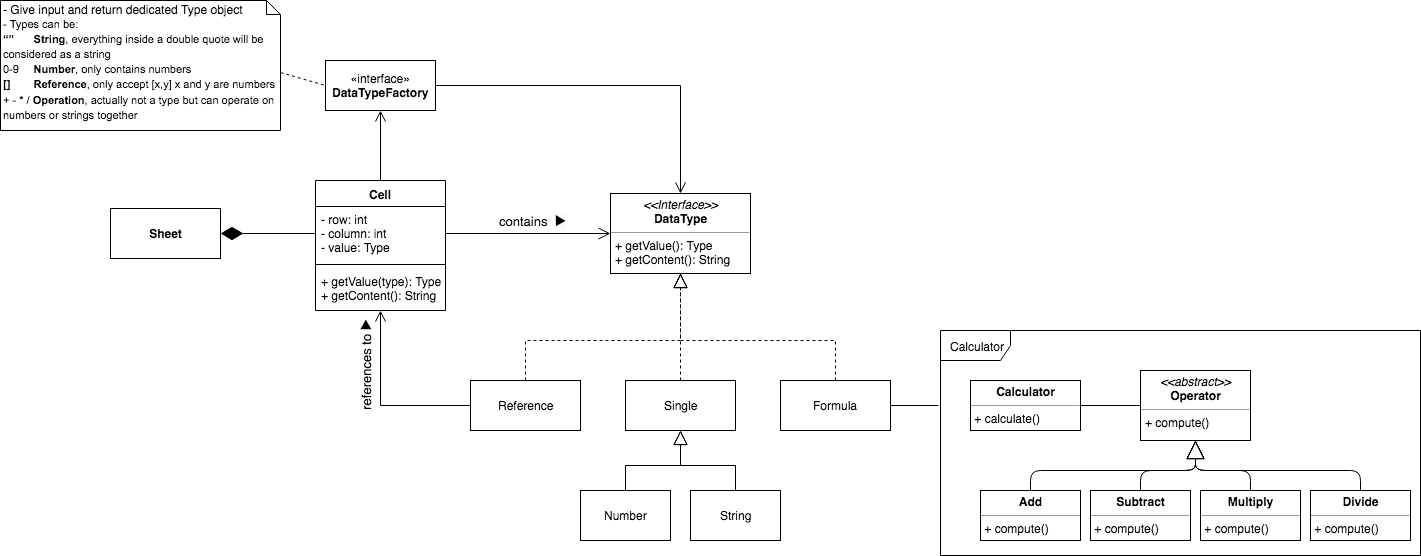 - Give input and return dedicated Type object
- Types can be:
“” String, everything inside a double quote will be
considered as a string
0-9 Number, only contains numbers
[] Reference, only accept [x,y] x and y are numbers
+ - * / Operation, actually not a type but can operate on
numbers or strings together
«interface»
DataTypeFactory
Sheet
Cell
- row: int
- column: int
- value: Type
+ getValue(type): Type
+ getContent(): String
contains ▶
<<Interface>>
DataType
+ getValue(): Type
+ getContent(): String
references to ▶
Reference
Single
Formula
Number
String
Calculator
Calculator
+ calculate()
<<abstract>>
Operator
+ compute()
Add
+ compute()
Subtract
+ compute()
Multiply
+ compute()
Divide
+ compute()